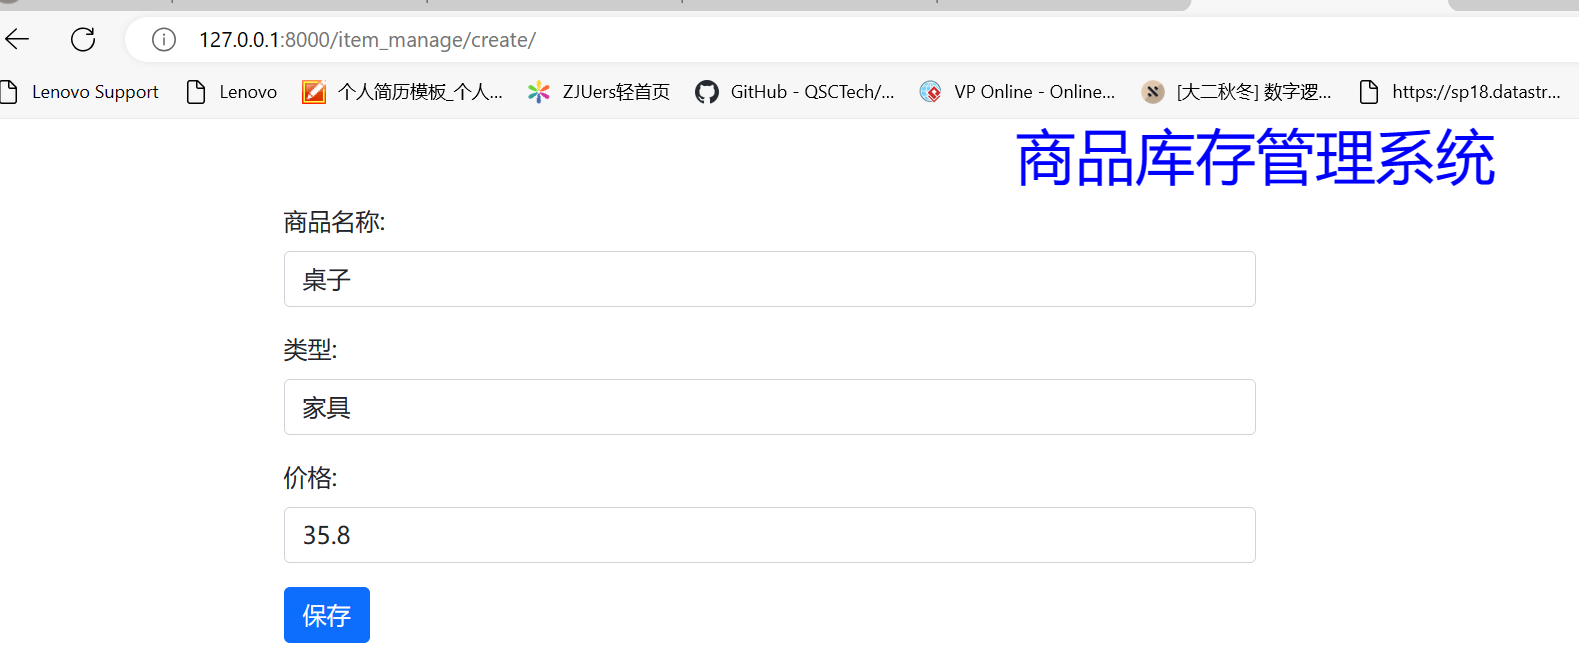 127.0.0.1:8000/item_manage/create/
Lenovo Support Lenovo 个人简历模板_个人... ZJUers轻首页 GitHub - QSCTech/... VP Online - Online... [大二秋冬] 数字逻... https://sp18.datastr...
商品库存管理系统
商品名称:
桌子
类型:
家具
价格:
35.8
保存